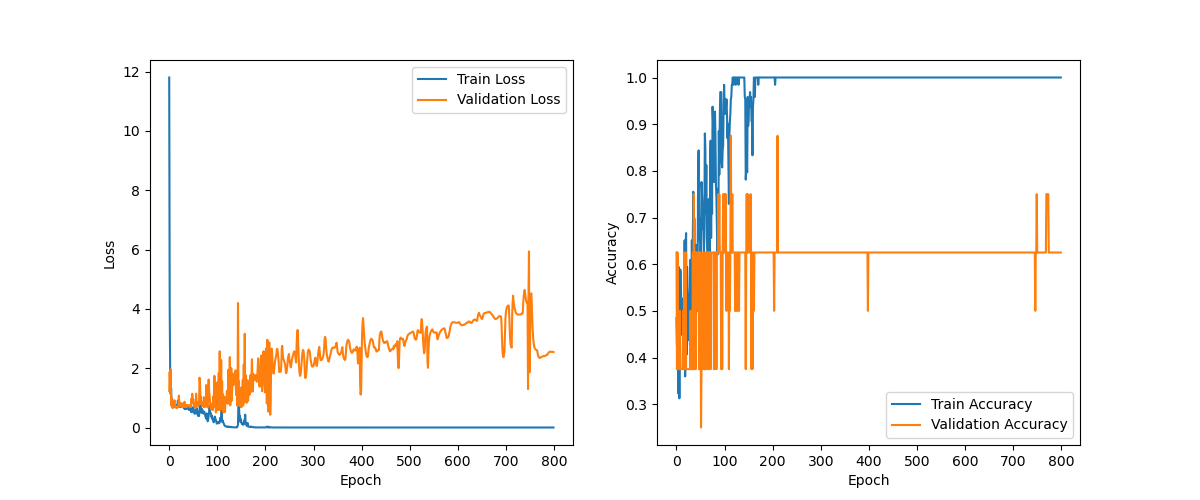 12
10
8
6
4
2
0
Loss
Train Loss
Validation Loss
0 100 200 300 400 500 600 700 800
Epoch
1.0
0.9
0.8
0.7
0.6
0.5
0.4
0.3
Accuracy
Train Accuracy
Validation Accuracy
0 100 200 300 400 500 600 700 800
Epoch